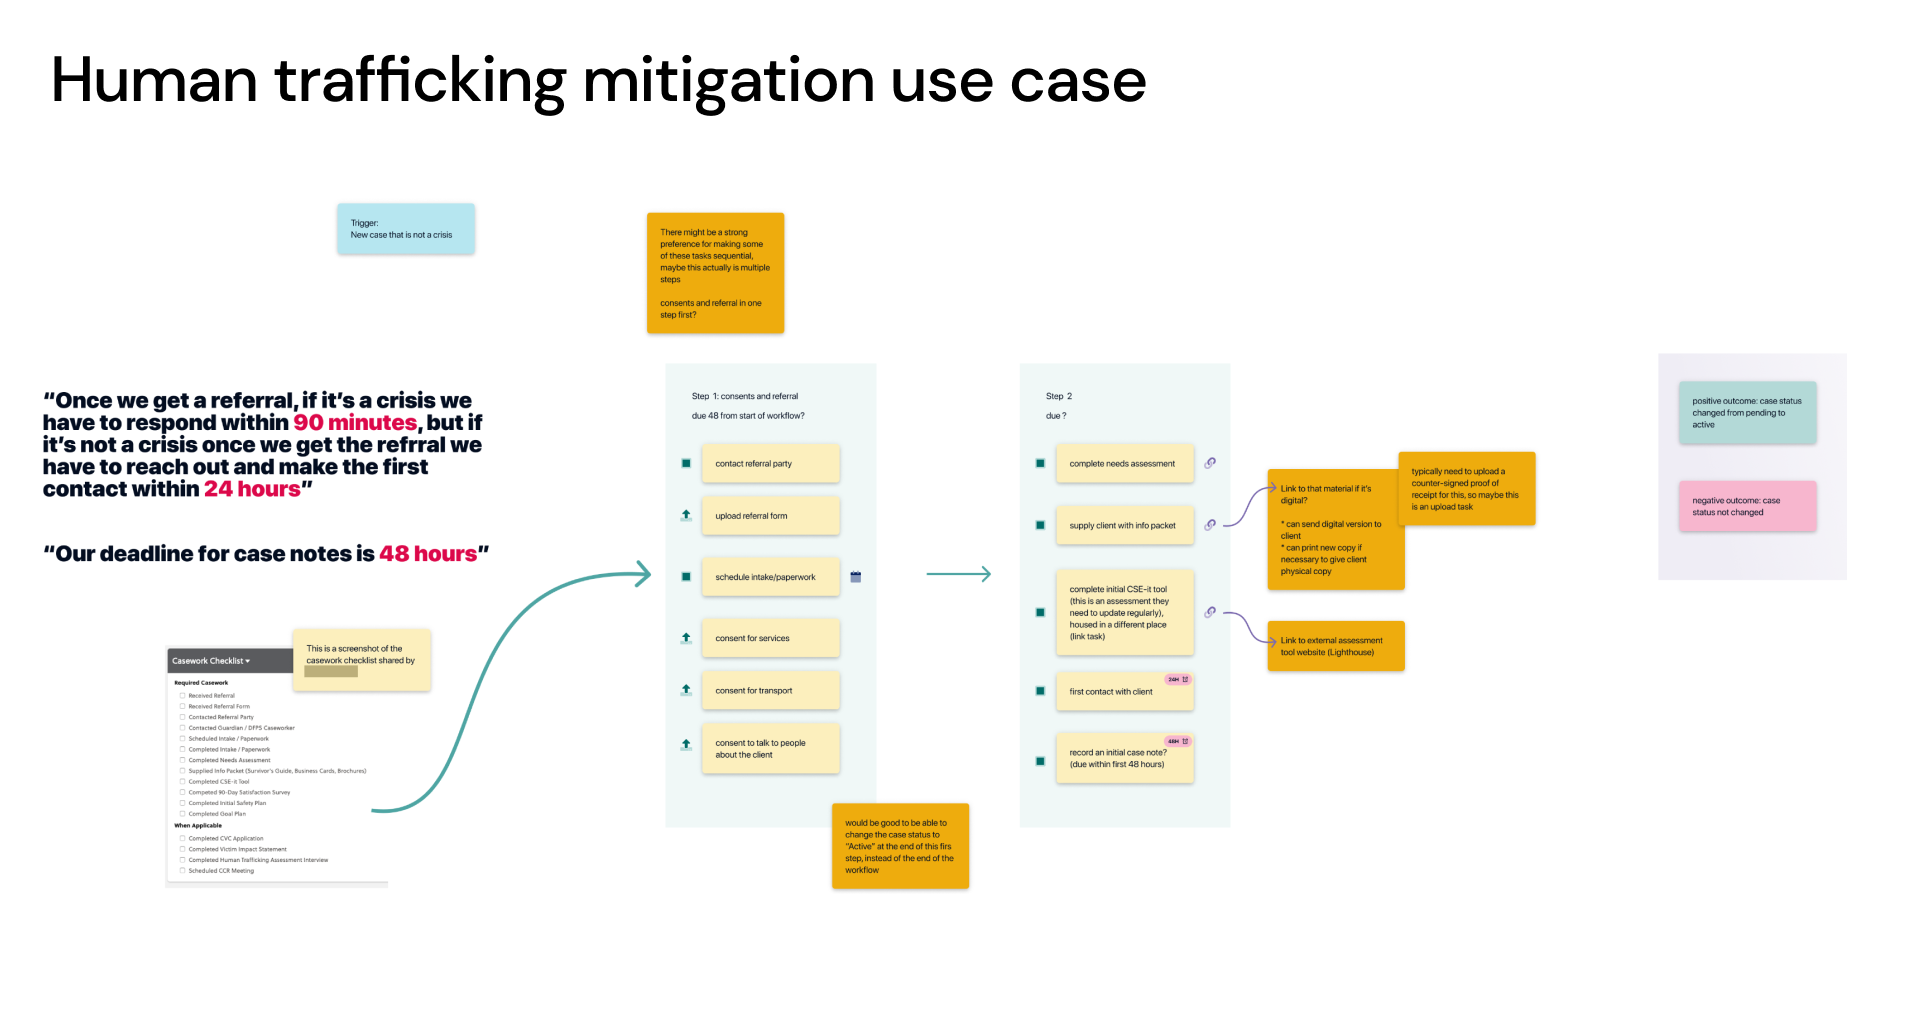 Human trafficking mitigation use case
Trigger:
New case that is not a crisis
There might be a strong
preference for making some
of these tasks sequential,
maybe this actually is multiple
steps
consents and referral in one
step first?
“Once we get a referral, if it’s a crisis we
have to respond within 90 minutes, but if
it’s not a crisis once we get the refrral we
have to reach out and make the first
contact within 24 hours”
“Our deadline for case notes is 48 hours”
This is a screenshot of the
casework checklist shared by
Casework Checklist ▾
Required Casework
Received Referral
Received Referral Form
Contacted Referral Party
Contacted Guardian / DFPS Caseworker
Scheduled Intake / Paperwork
Completed Intake / Paperwork
Completed Needs Assessment
Supplied Info Packet (Survivor's Guide, Business Cards, Brochures)
Completed CSE-it Tool
Competed 90-Day Satisfaction Survey
Completed Initial Safety Plan
Completed Goal Plan
When Applicable
Completed CVC Application
Completed Victim Impact Statement
Completed Human Trafficking Assessment Interview
Scheduled CCR Meeting
Step 1: consents and referral
due 48 from start of workflow?
contact referral party
upload referral form
schedule intake/paperwork
consent for services
consent for transport
consent to talk to people
about the client
would be good to be able to
change the case status to
"Active" at the end of this firs
step, instead of the end of the
workflow
Step 2
due ?
complete needs assessment
supply client with info packet
complete initial CSE-it tool
(this is an assessment they
need to update regularly),
housed in a different place
(link task)
24H
first contact with client
48H
record an initial case note?
(due within first 48 hours)
Link to that material if it's
digital?
* can send digital version to
client
* can print new copy if
necessary to give client
physical copy
typically need to upload a
counter-signed proof of
receipt for this, so maybe this
is an upload task
Link to external assessment
tool website (Lighthouse)
positive outcome: case status
changed from pending to
active
negative outcome: case
status not changed